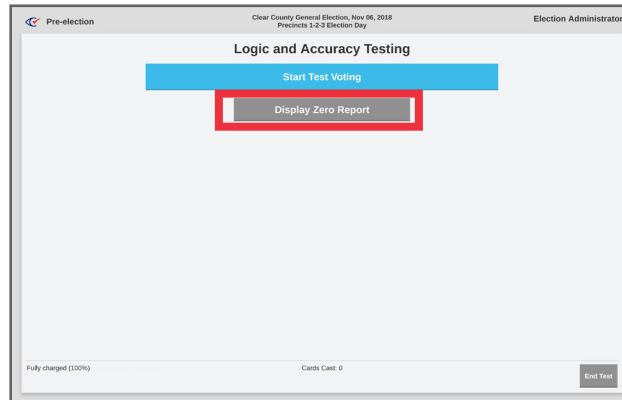 Pre-election
Clear County General Election, Nov 06, 2018
Precincts 1-2-3 Election Day
Election Administrator
Logic and Accuracy Testing
Start Test Voting
Display Zero Report
Fully charged (100%)
Cards Cast: 0
End Test